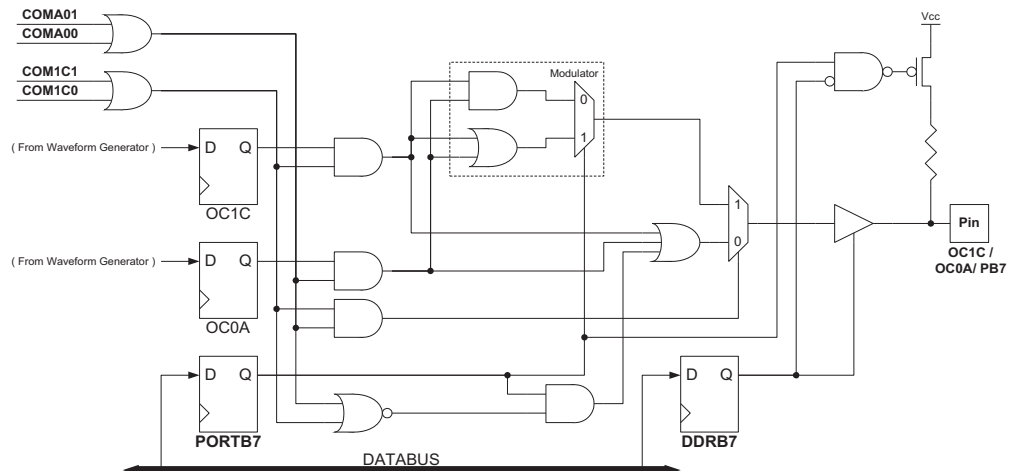 COMA01
COMA00
COM1C1
COM1C0
Modulator
Vcc
0
1
( From Waveform Generator )
D Q
OC1C
1
0
Pin
OC1C /
OC0A/ PB7
( From Waveform Generator )
D Q
OC0A
D Q
PORTB7
D Q
DDRB7
DATABUS